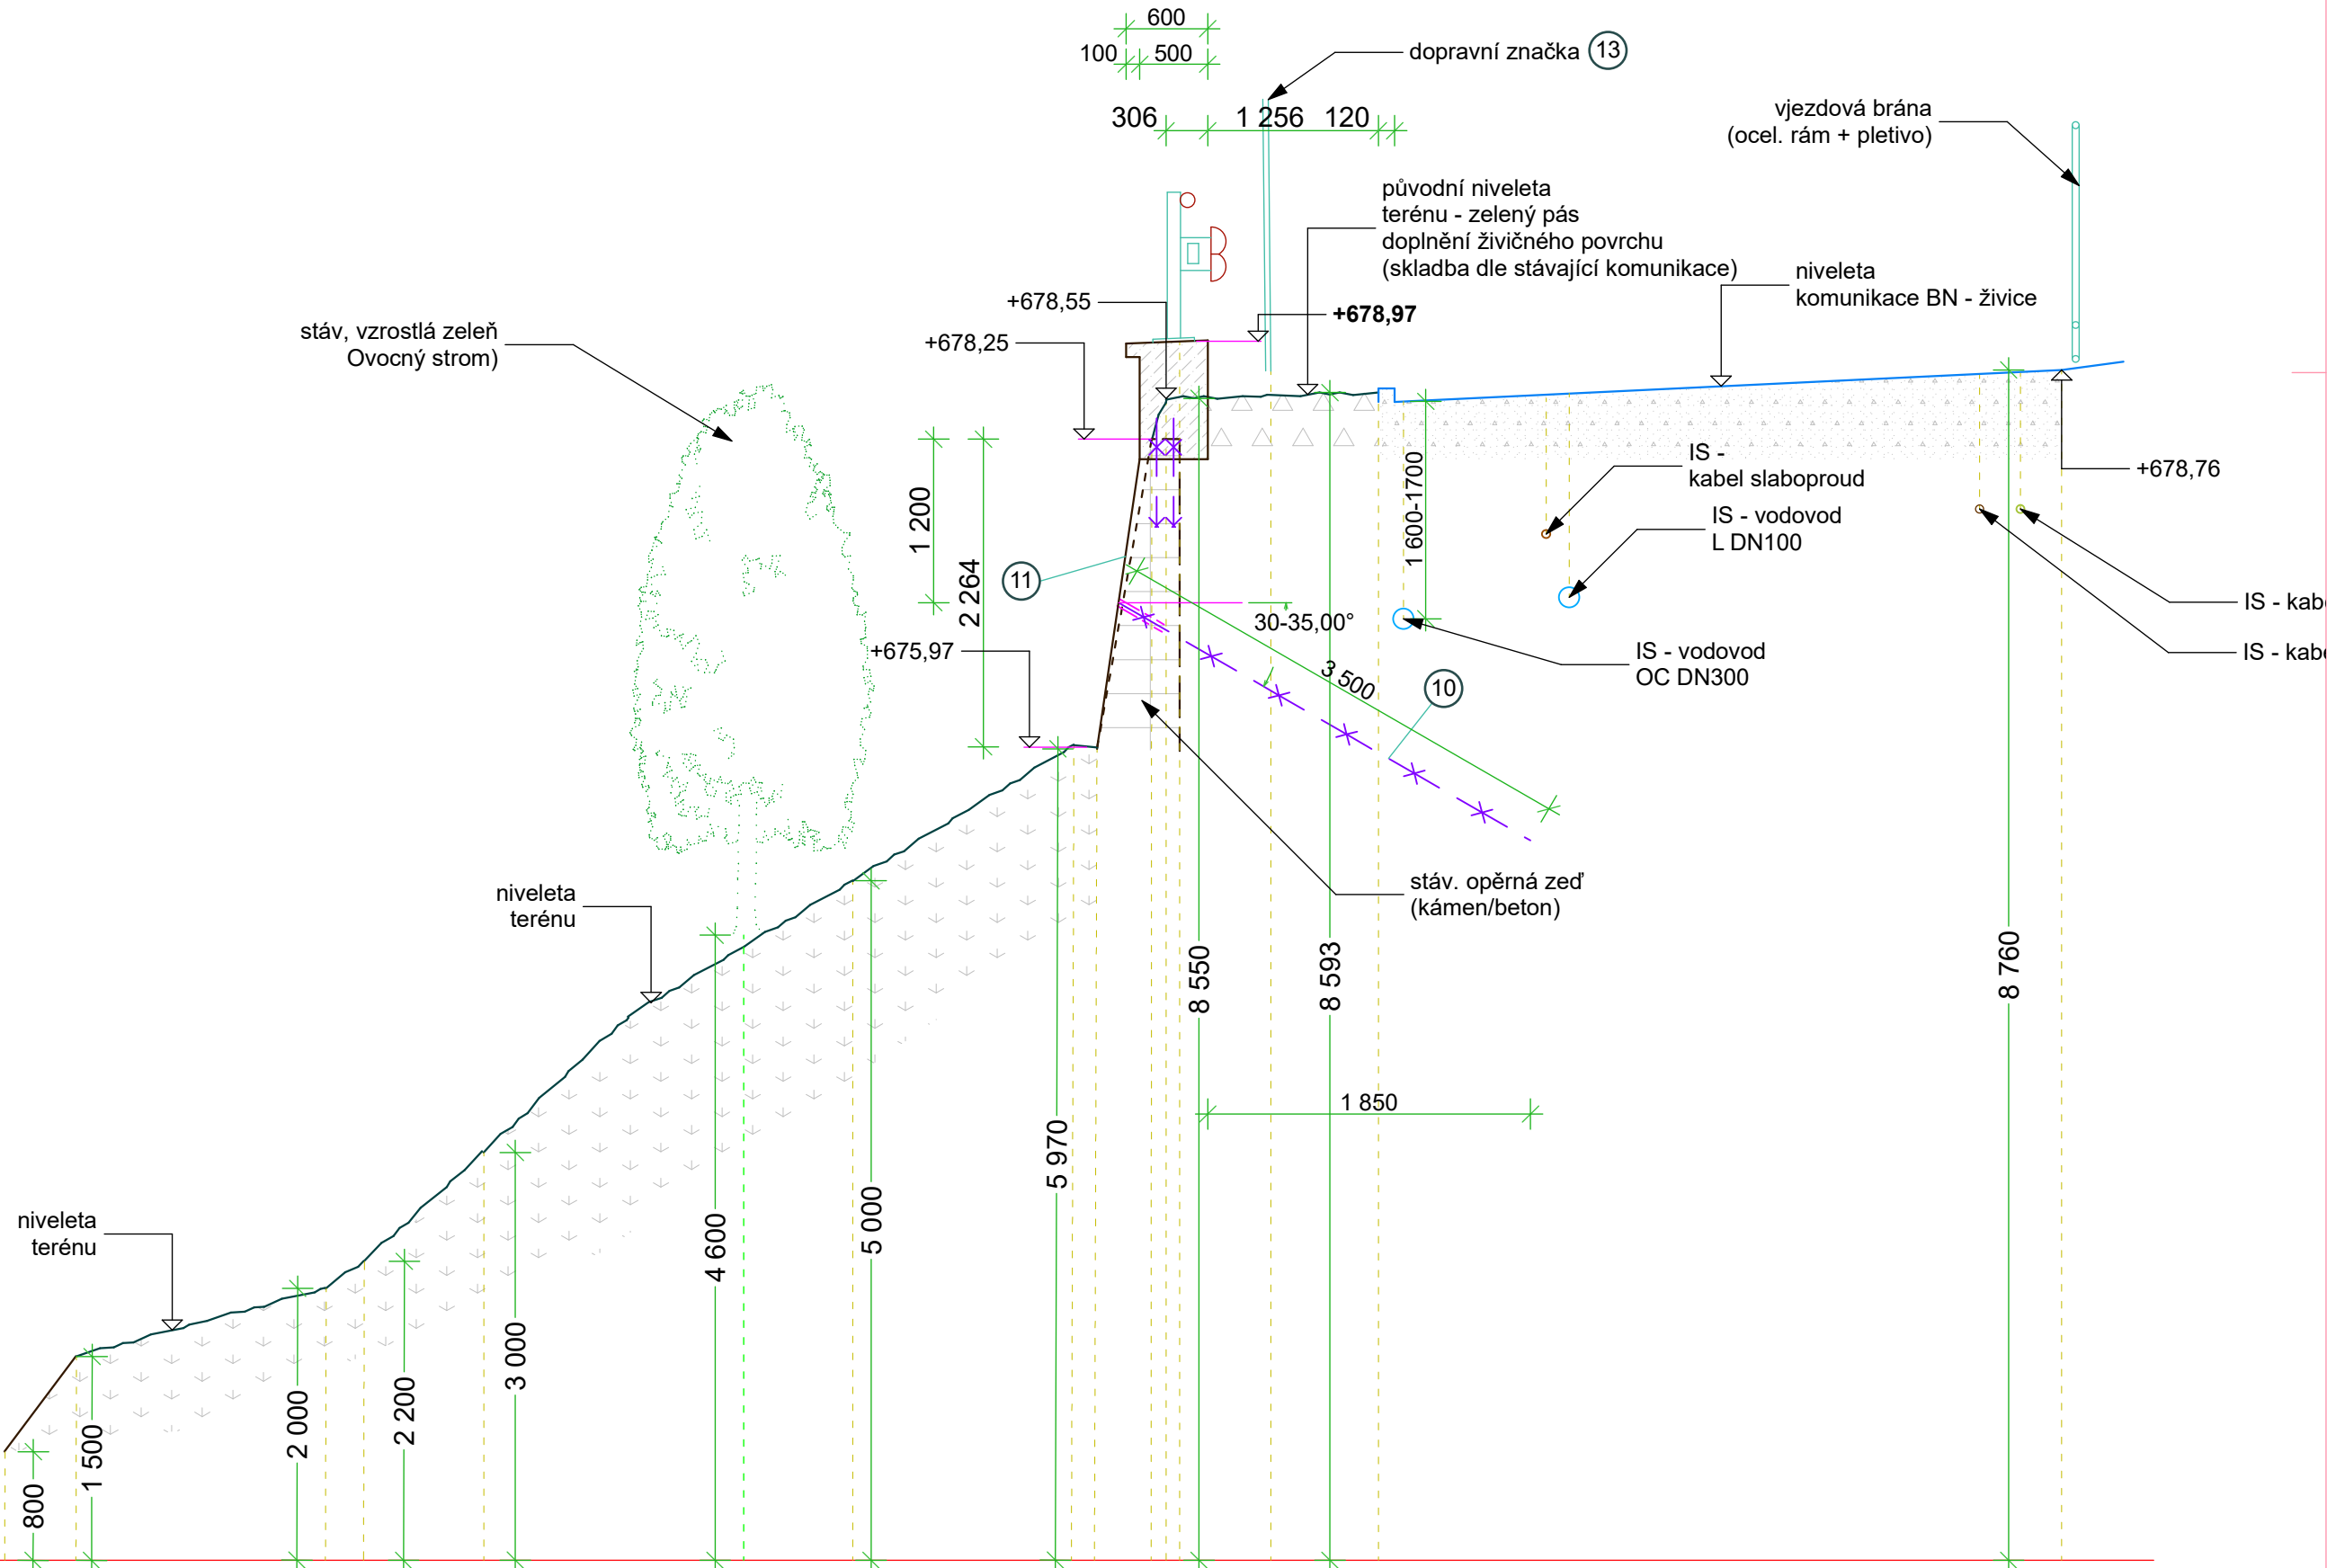 600
100
500
dopravní značka
13
306
1 256
120
vjezdová brána
(ocel. rám + pletivo)
původní niveleta
terénu - zelený pás
doplnění živičného povrchu
(skladba dle stávající komunikace)
niveleta
komunikace BN - živice
+678,55
+678,97
+678,25
stáv, vzrostlá zeleň
Ovocný strom)
IS -
kabel slaboproud
+678,76
1 200
1 600-1700
IS - vodovod
L DN100
2 264
11
30-35,00°
IS - kabe
+675,97
IS - vodovod
OC DN300
IS - kabe
3 500
10
stáv. opěrná zeď
(kámen/beton)
niveleta
terénu
8 550
8 593
8 760
1 850
5 970
niveleta
terénu
4 600
5 000
3 000
2 200
2 000
1 500
800